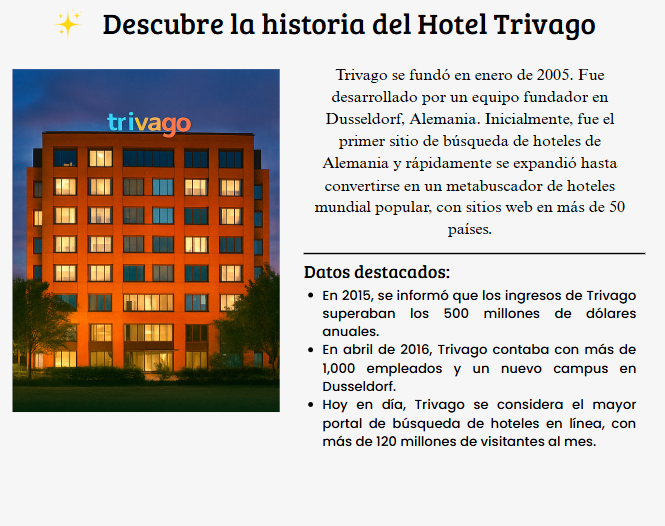 Descubre la historia del Hotel Trivago
trivago
Trivago se fundó en enero de 2005. Fue
desarrollado por un equipo fundador en
Dusseldorf, Alemania. Inicialmente, fue el
primer sitio de búsqueda de hoteles de
Alemania y rápidamente se expandió hasta
convertirse en un metabuscador de hoteles
mundial popular, con sitios web en más de 50
países.
Datos destacados:
• En 2015, se informó que los ingresos de Trivago
superaban los 500 millones de dólares
anuales.
• En abril de 2016, Trivago contaba con más de
1,000 empleados y un nuevo campus en
Dusseldorf.
• Hoy en día, Trivago se considera el mayor
portal de búsqueda de hoteles en línea, con
más de 120 millones de visitantes al mes.